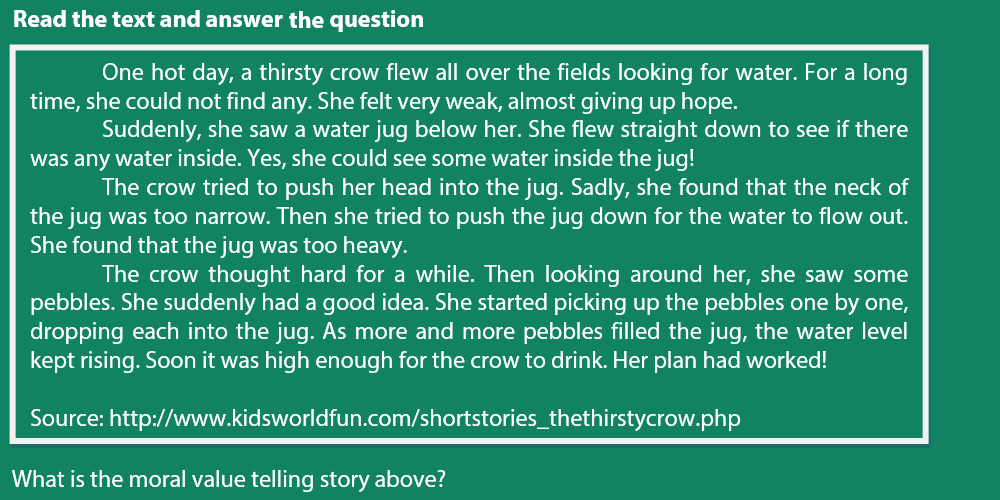 Read the text and answer the question
One hot day, a thirsty crow flew all over the fields looking for water. For a long
time, she could not find any. She felt very weak, almost giving up hope.
Suddenly, she saw a water jug below her. She flew straight down to see if there
was any water inside. Yes, she could see some water inside the jug!
The crow tried to push her head into the jug. Sadly, she found that the neck of
the jug was too narrow. Then she tried to push the jug down for the water to flow out.
She found that the jug was too heavy.
The crow thought hard for a while. Then looking around her, she saw some
pebbles. She suddenly had a good idea. She started picking up the pebbles one by one,
dropping each into the jug. As more and more pebbles filled the jug, the water level
kept rising. Soon it was high enough for the crow to drink. Her plan had worked!
Source: http://www.kidsworldfun.com/shortstories_thethirstycrow.php
What is the moral value telling story above?